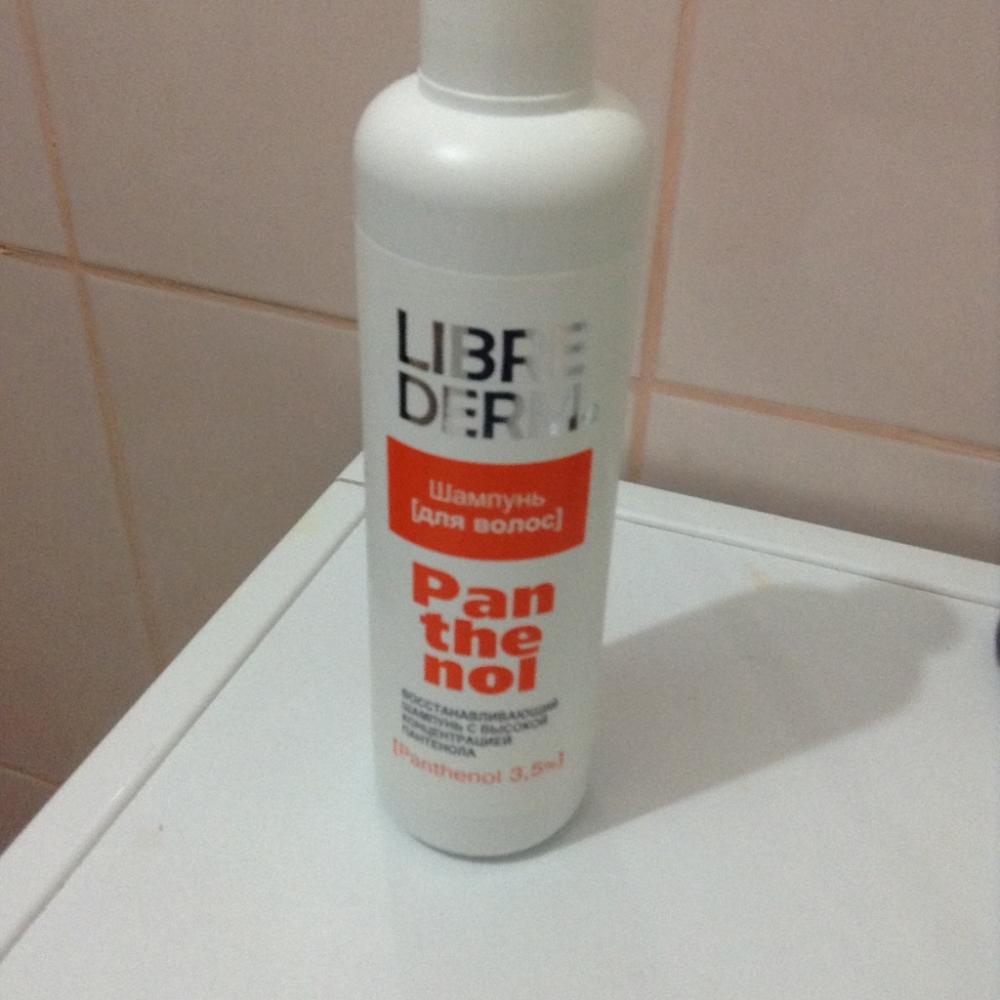 LIBRE
DERM
Шампунь
[для волос]
Pan
the
nol
ВОССТАНАВЛИВАЮЩИЙ
ШАМПУНЬ С ВЫСОКОЙ
КОНЦЕНТРАЦИЕЙ
ПАНТЕНОЛА
[Panthenol 3,5%]